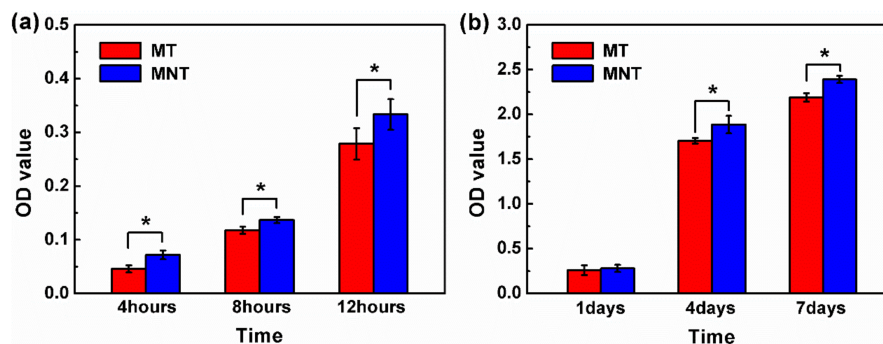 (a)
MT
MNT
*
*
*
OD value
0.5
0.4
0.3
0.2
0.1
0.0
4hours 8hours 12hours
Time
(b)
MT
MNT
*
*
OD value
3.0
2.5
2.0
1.5
1.0
0.5
0.0
1days 4days 7days
Time